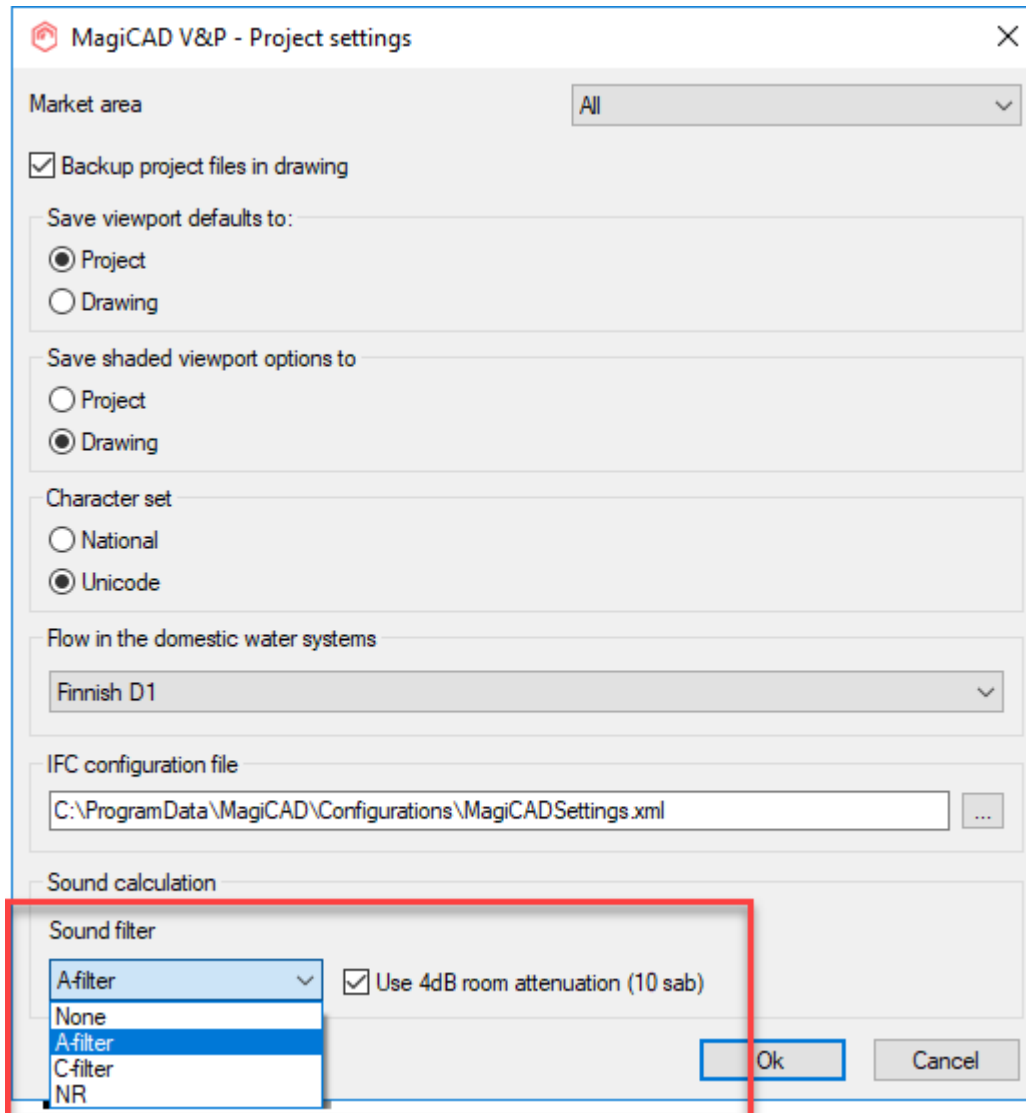 MagiCAD V&P - Project settings
Market area All
Backup project files in drawing
Save viewport defaults to:
Project
Drawing
Save shaded viewport options to
Project
Drawing
Character set
National
Unicode
Flow in the domestic water systems
Finnish D1
IFC configuration file
C:\ProgramData\MagiCAD\Configurations\MagiCADSettings.xml ...
Sound calculation
Sound filter
A-filter Use 4dB room attenuation (10 sab)
None
A-filter
C-filter
NR
Ok Cancel